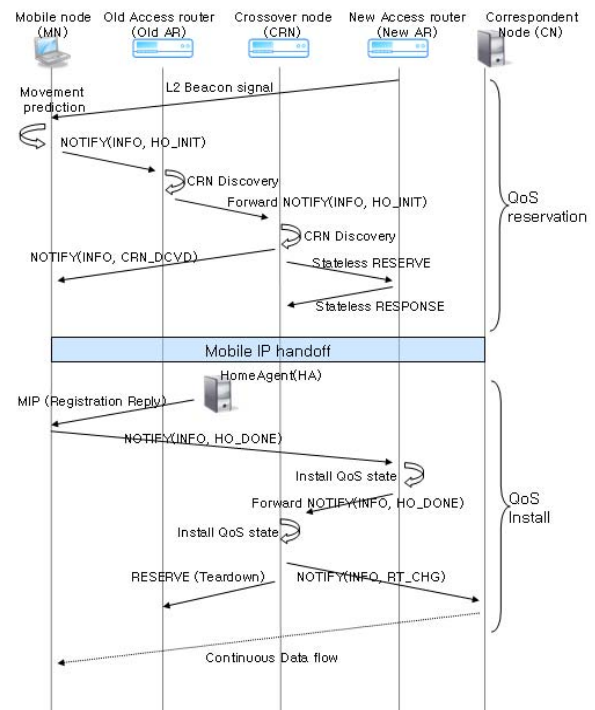 Mobile node
(MN)
Old Access router
(Old AR)
Crossover node
(CRN)
New Access router
(New AR)
Correspondent
Node (CN)
L2 Beacon signal
Movement
prediction
NOTIFY(INFO, HO_INIT)
CRN Discovery
Forward NOTIFY(INFO, HO_INIT)
QoS
reservation
CRN Discovery
NOTIFY(INFO, CRN_DCVD)
Stateless RESERVE
Stateless RESPONSE
Mobile IP handoff
HomeAgent(HA)
MIP (Registration Reply)
NOTIFY(INFO, HO_DONE)
Install QoS state
Forward NOTIFY(INFO, HO_DONE)
QoS
Install
Install QoS state
RESERVE (Teardown)
NOTIFY(INFO, RT_CHG)
Continuous Data flow